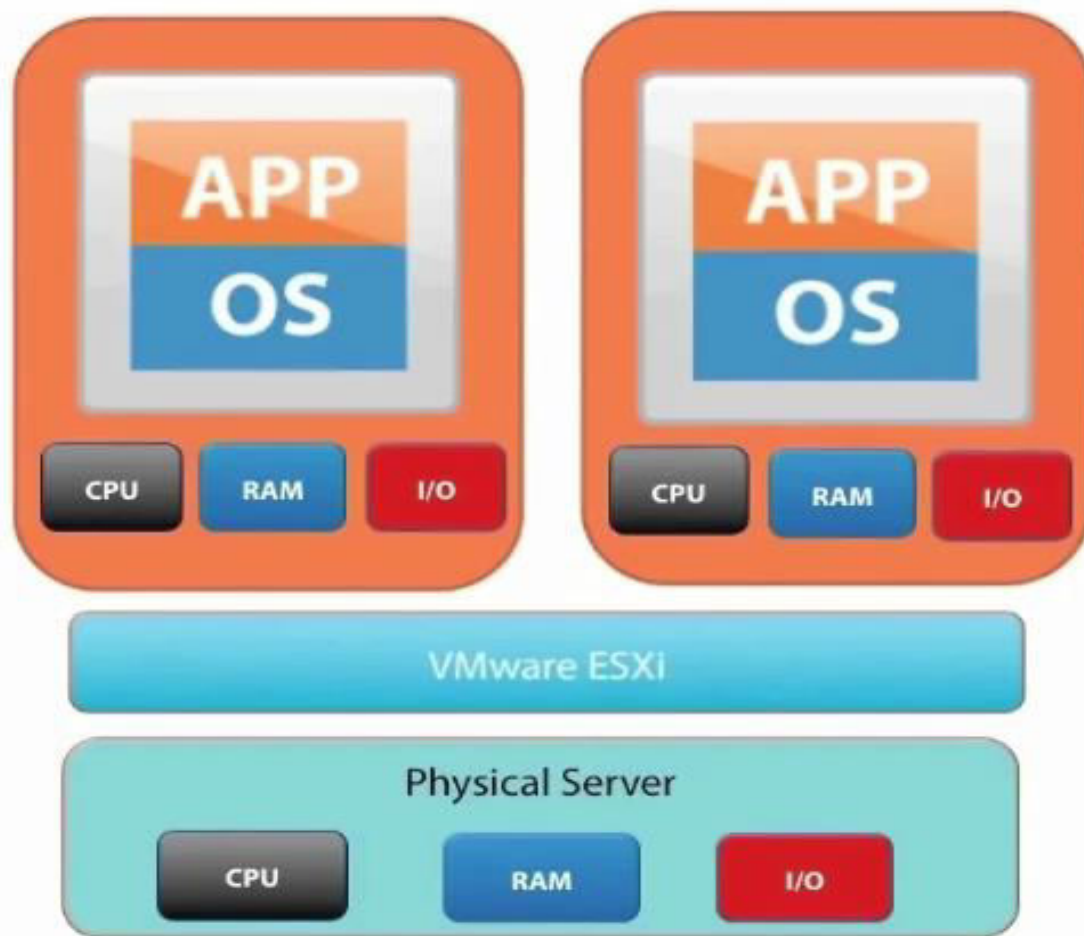 APP
OS
CPU RAM I/O
APP
OS
CPU RAM I/O
VMware ESXi
Physical Server
CPU RAM I/O